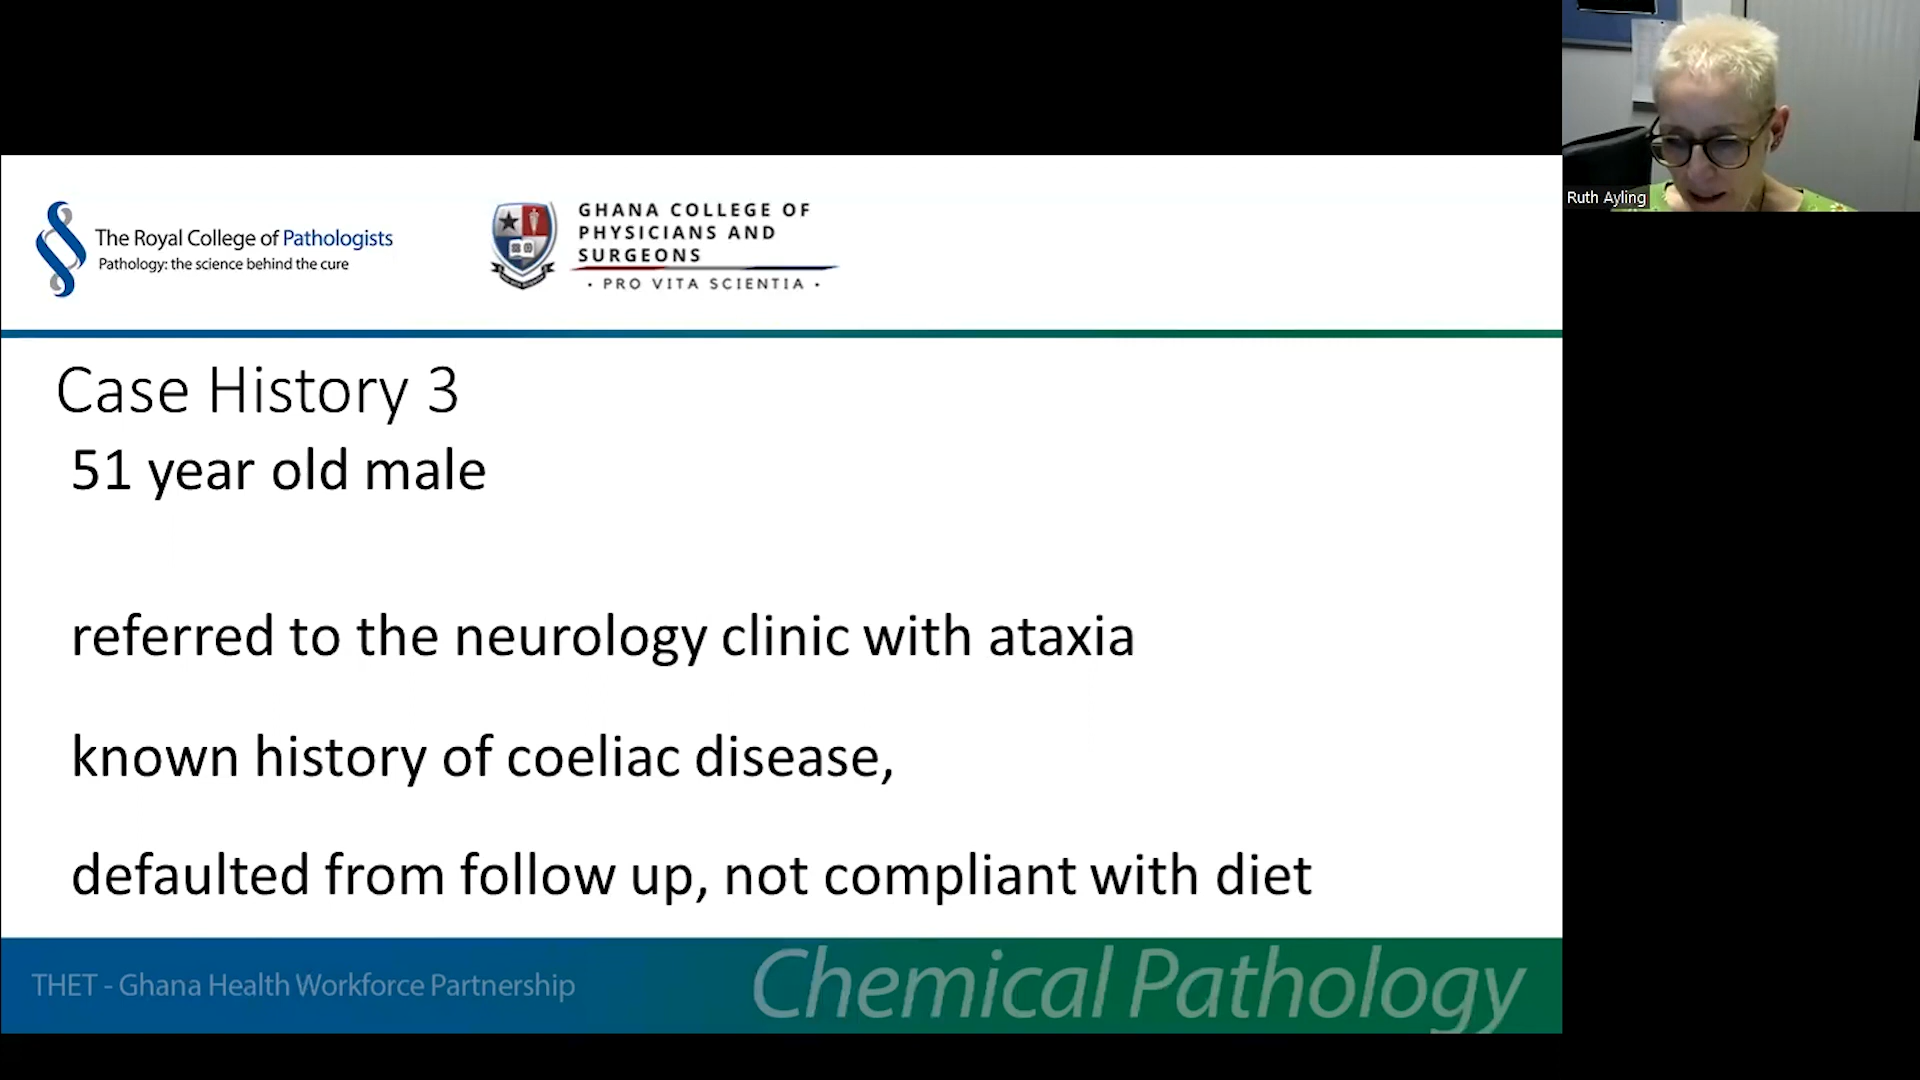 The Royal College of Pathologists
Pathology: the science behind the cure
GHANA COLLEGE OF
PHYSICIANS AND
SURGEONS
· PRO VITA SCIENTIA ·
Ruth Ayling
Case History 3
51 year old male
referred to the neurology clinic with ataxia
known history of coeliac disease,
defaulted from follow up, not compliant with diet
THET - Ghana Health Workforce Partnership
Chemical Pathology